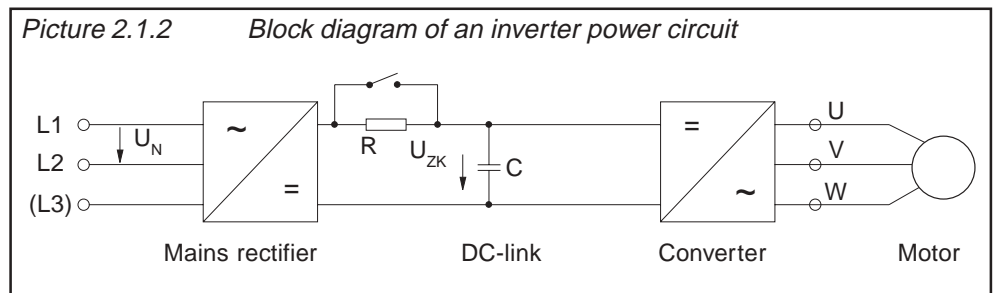 Picture 2.1.2 Block diagram of an inverter power circuit
L1
L2
(L3)
U_N
~
=
R
U_ZK
C
=
~
U
V
W
Mains rectifier DC-link Converter Motor